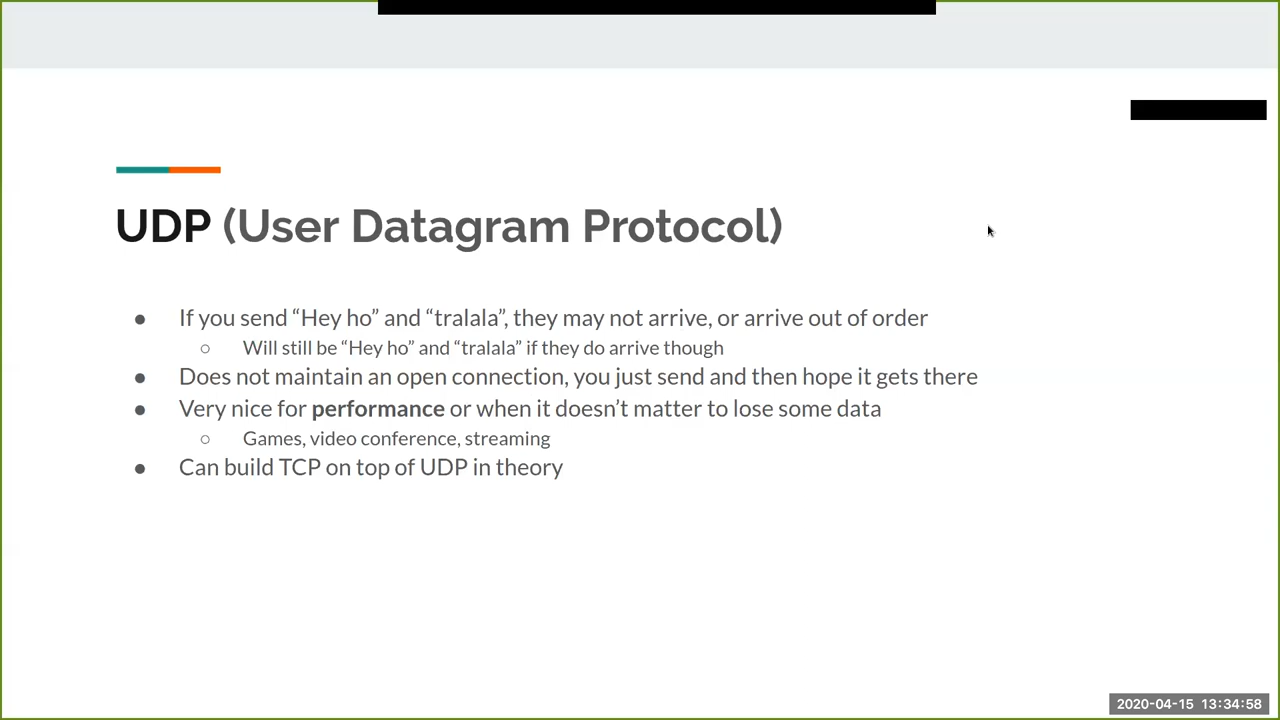 UDP (User Datagram Protocol)
● If you send “Hey ho” and “tralala”, they may not arrive, or arrive out of order
○ Will still be “Hey ho” and “tralala” if they do arrive though
● Does not maintain an open connection, you just send and then hope it gets there
● Very nice for performance or when it doesn’t matter to lose some data
○ Games, video conference, streaming
● Can build TCP on top of UDP in theory
2020-04-15 13:34:58